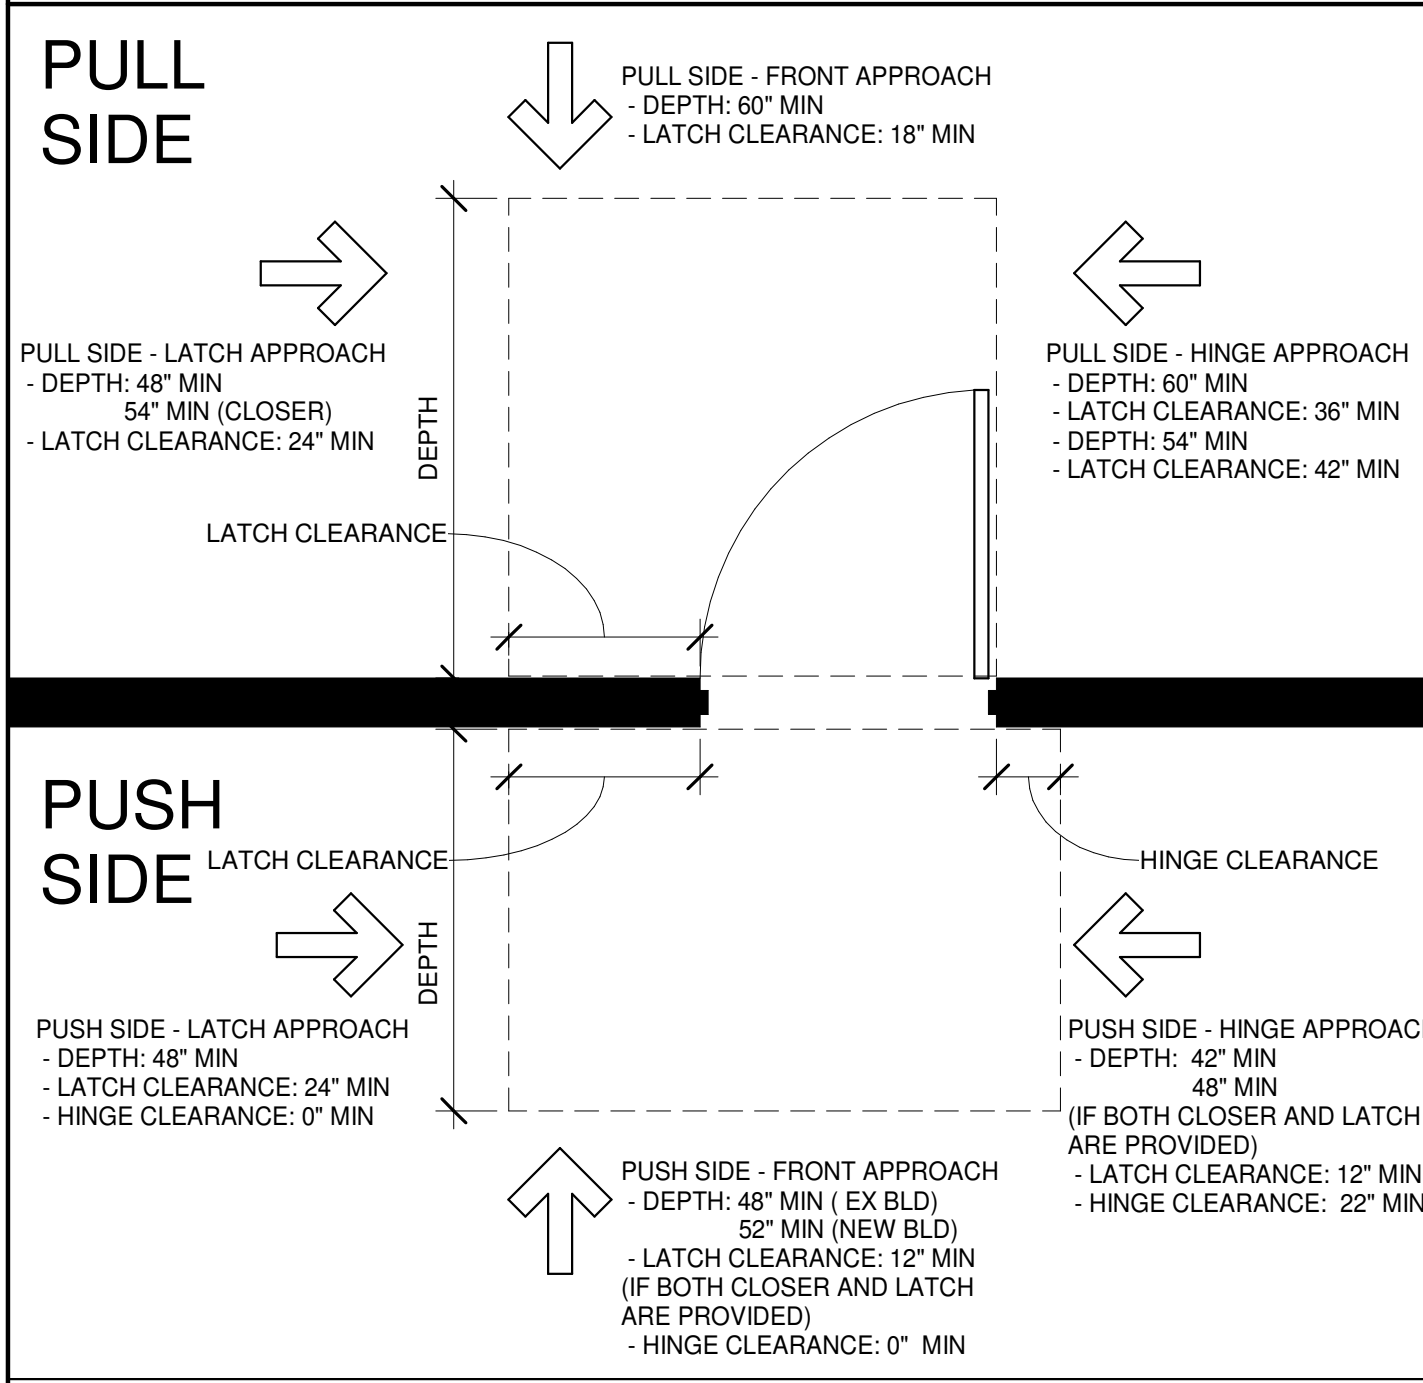 PULL
SIDE
PULL SIDE - FRONT APPROACH
- DEPTH: 60" MIN
- LATCH CLEARANCE: 18" MIN
PULL SIDE - LATCH APPROACH
- DEPTH: 48" MIN
54" MIN (CLOSER)
- LATCH CLEARANCE: 24" MIN
PULL SIDE - HINGE APPROACH
- DEPTH: 60" MIN
- LATCH CLEARANCE: 36" MIN
- DEPTH: 54" MIN
- LATCH CLEARANCE: 42" MIN
DEPTH
LATCH CLEARANCE
PUSH
SIDE
LATCH CLEARANCE
HINGE CLEARANCE
DEPTH
PUSH SIDE - LATCH APPROACH
- DEPTH: 48" MIN
- LATCH CLEARANCE: 24" MIN
- HINGE CLEARANCE: 0" MIN
PUSH SIDE - HINGE APPROAC
- DEPTH: 42" MIN
48" MIN
(IF BOTH CLOSER AND LATCH
ARE PROVIDED)
- LATCH CLEARANCE: 12" MIN
- HINGE CLEARANCE: 22" MIN
PUSH SIDE - FRONT APPROACH
- DEPTH: 48" MIN ( EX BLD)
52" MIN (NEW BLD)
- LATCH CLEARANCE: 12" MIN
(IF BOTH CLOSER AND LATCH
ARE PROVIDED)
- HINGE CLEARANCE: 0" MIN